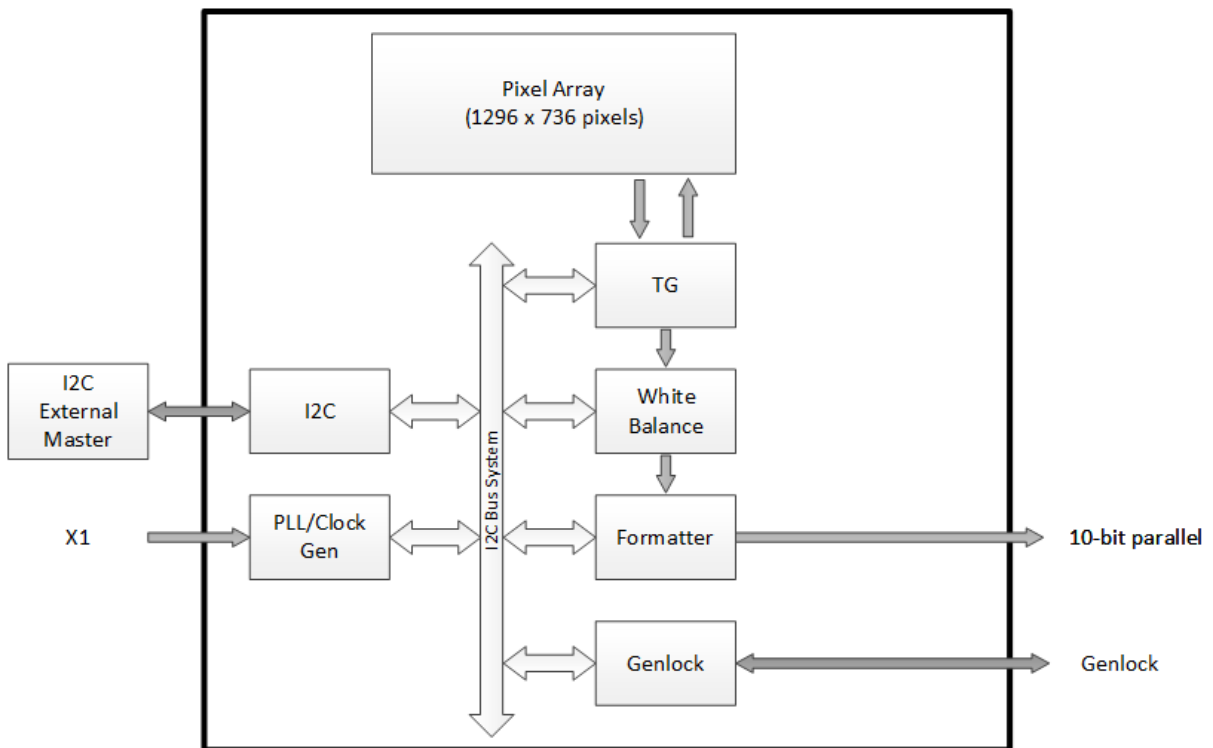 Pixel Array
(1296 x 736 pixels)
TG
I2C
External
Master
I2C
White
Balance
I2C Bus System
X1
PLL/Clock
Gen
Formatter
10-bit parallel
Genlock
Genlock